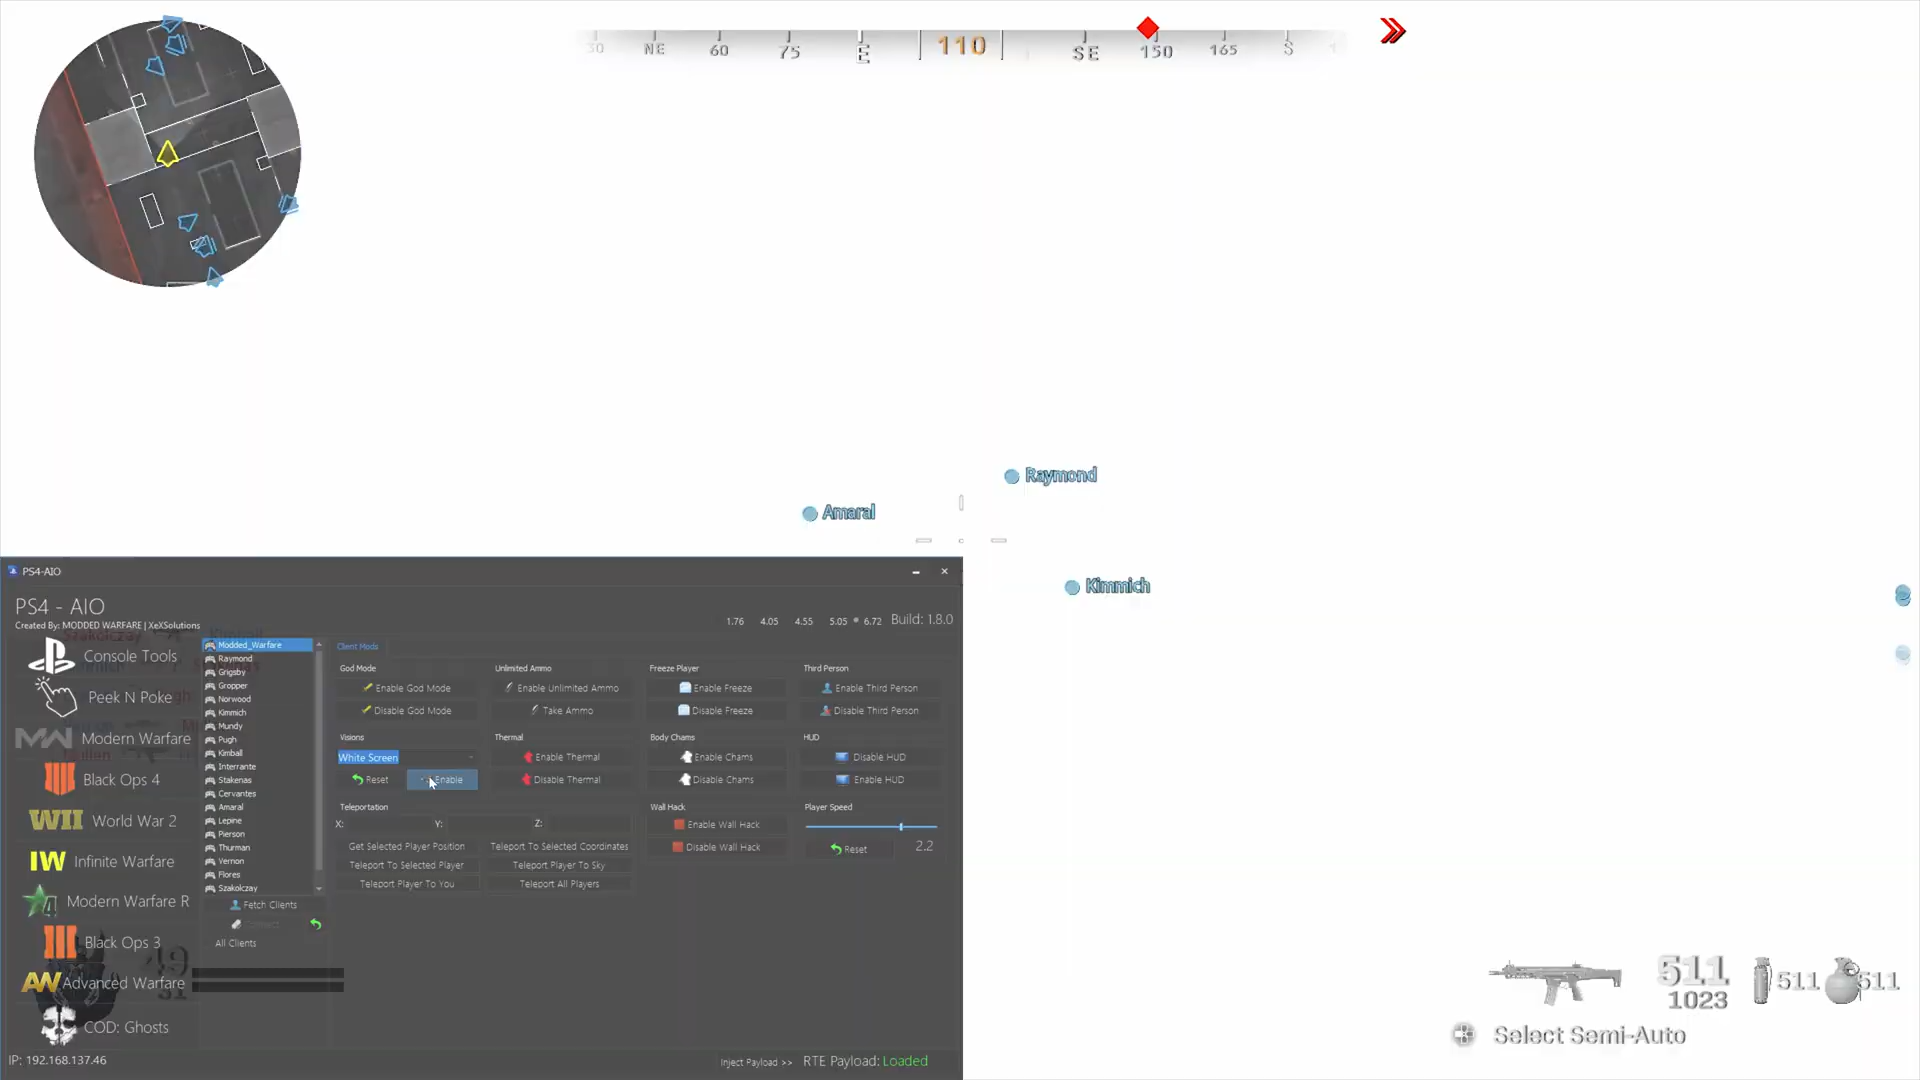 30 NE 60 75 E 110 SE 150 165 S
Raymond
Amaral
Kimmich
PS4-AIO
PS4 - AIO
Created By: MODDED WARFARE | XeXSolutions
1.76 4.05 4.55 5.05 6.72 Build: 1.8.0
Console Tools
Peek N Poke
Modern Warfare
Black Ops 4
WWII World War 2
IW Infinite Warfare
Modern Warfare R
Black Ops 3
AW Advanced Warfare
COD: Ghosts
Modded_Warfare
Raymond
Grigsby
Gropper
Norwood
Kimmich
Mundy
Pugh
Kimball
Interrante
Stakenas
Cervantes
Amaral
Lepine
Pierson
Thurman
Vernon
Flores
Szakolczay
Fetch Clients
Connect
All Clients
Client Mods
God Mode
Enable God Mode
Disable God Mode
Unlimited Ammo
Enable Unlimited Ammo
Take Ammo
Freeze Player
Enable Freeze
Disable Freeze
Third Person
Enable Third Person
Disable Third Person
Visions
White Screen
Reset Enable
Thermal
Enable Thermal
Disable Thermal
Body Chams
Enable Chams
Disable Chams
HUD
Disable HUD
Enable HUD
Teleportation
X: Y: Z:
Get Selected Player Position Teleport To Selected Coordinates
Teleport To Selected Player Teleport Player To Sky
Teleport Player To You Teleport All Players
Wall Hack
Enable Wall Hack
Disable Wall Hack
Player Speed
Reset 2.2
IP: 192.168.137.46
Inject Payload >> RTE Payload: Loaded
511
1023
511 511
Select Semi-Auto